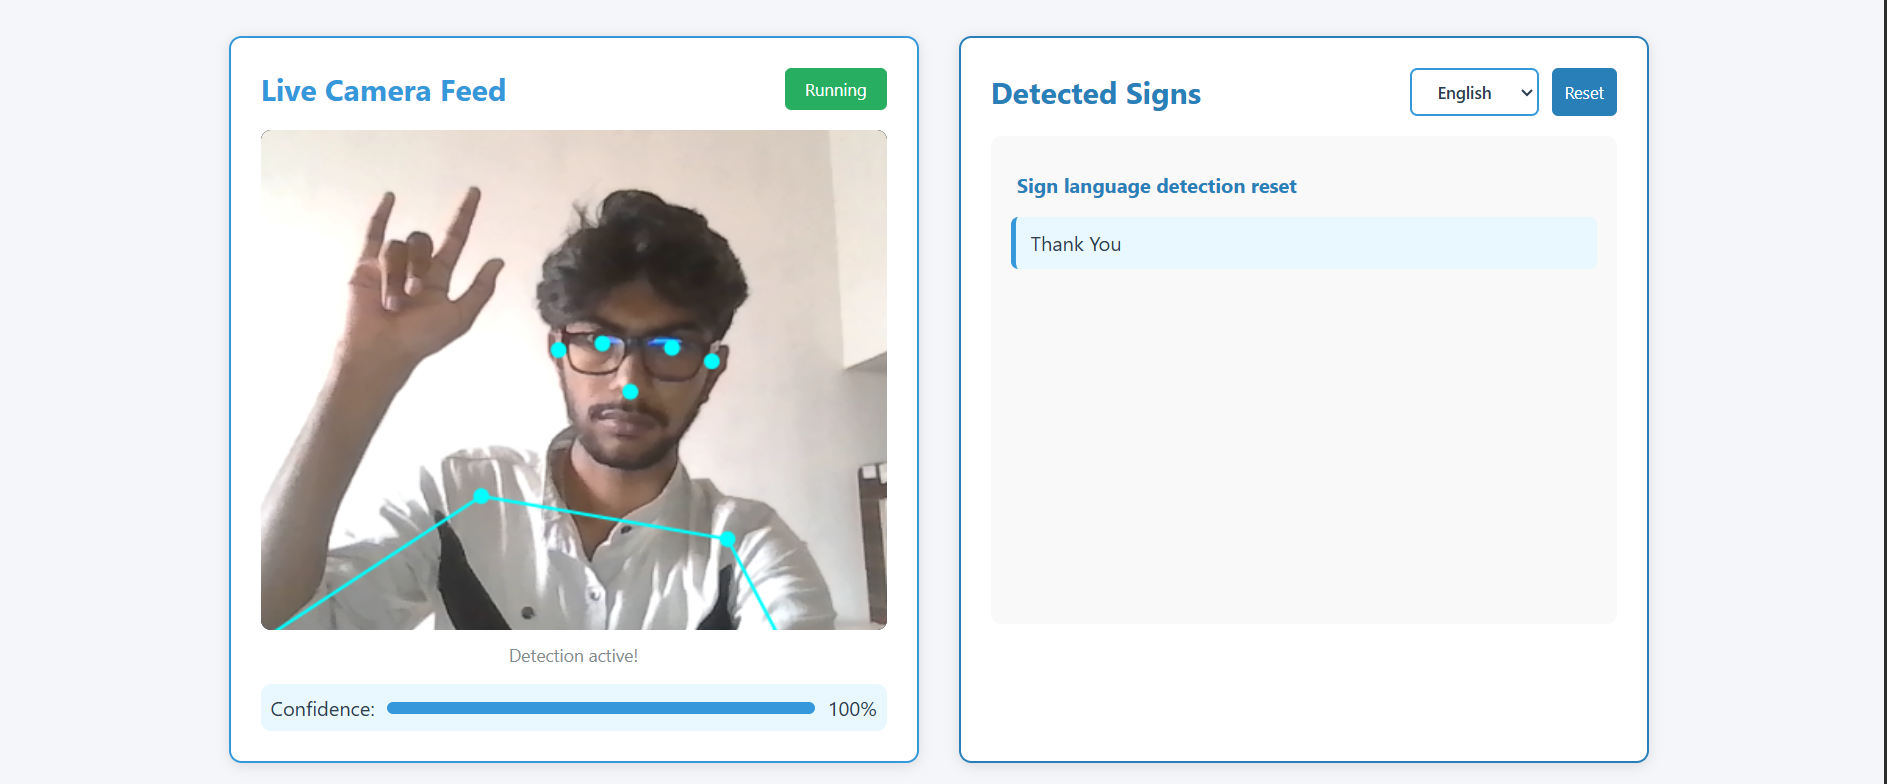 Live Camera Feed
Running
Detection active!
Confidence:
100%
Detected Signs
English
Reset
Sign language detection reset
Thank You